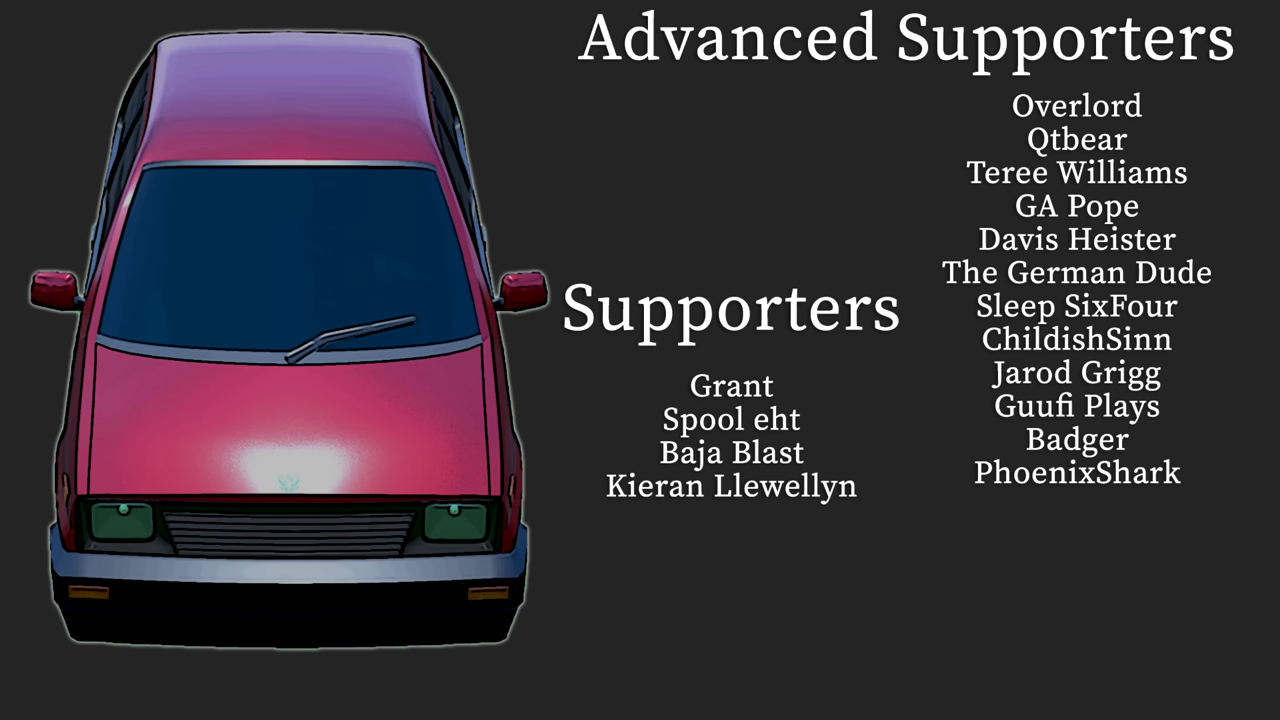 Advanced Supporters
Overlord
Qtbear
Teree Williams
GA Pope
Davis Heister
The German Dude
Sleep SixFour
ChildishSinn
Jarod Grigg
Guufi Plays
Badger
PhoenixShark
Supporters
Grant
Spool eht
Baja Blast
Kieran Llewellyn